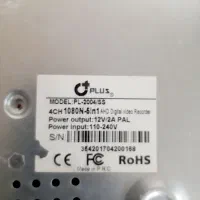 PLUS
MODEL:PL-2004/SS
4CH 1080N-5in1 AHD Digital Video Recorder
Power output:12V/2A PAL
Power input:110-240V
S/N:
354201704200168
FC CE RoHS
Made in P.R.C